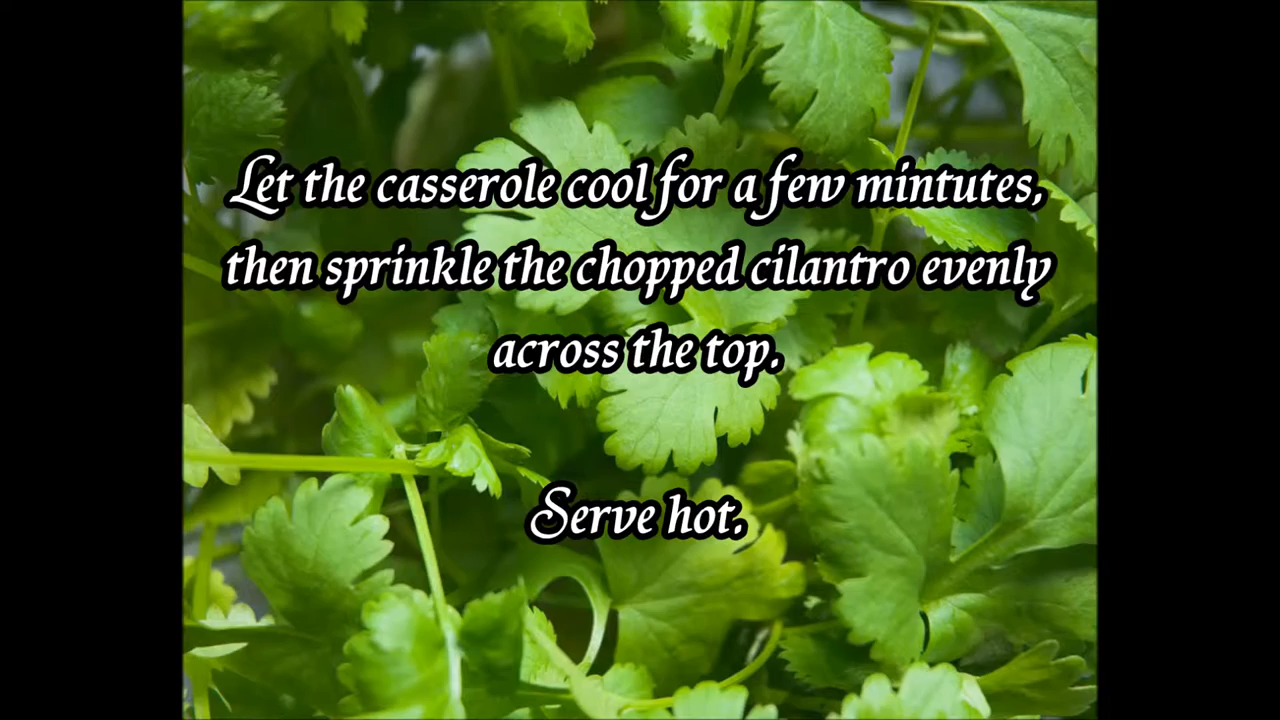 Let the casserole cool for a few mintutes,
then sprinkle the chopped cilantro evenly
across the top.
Serve hot.